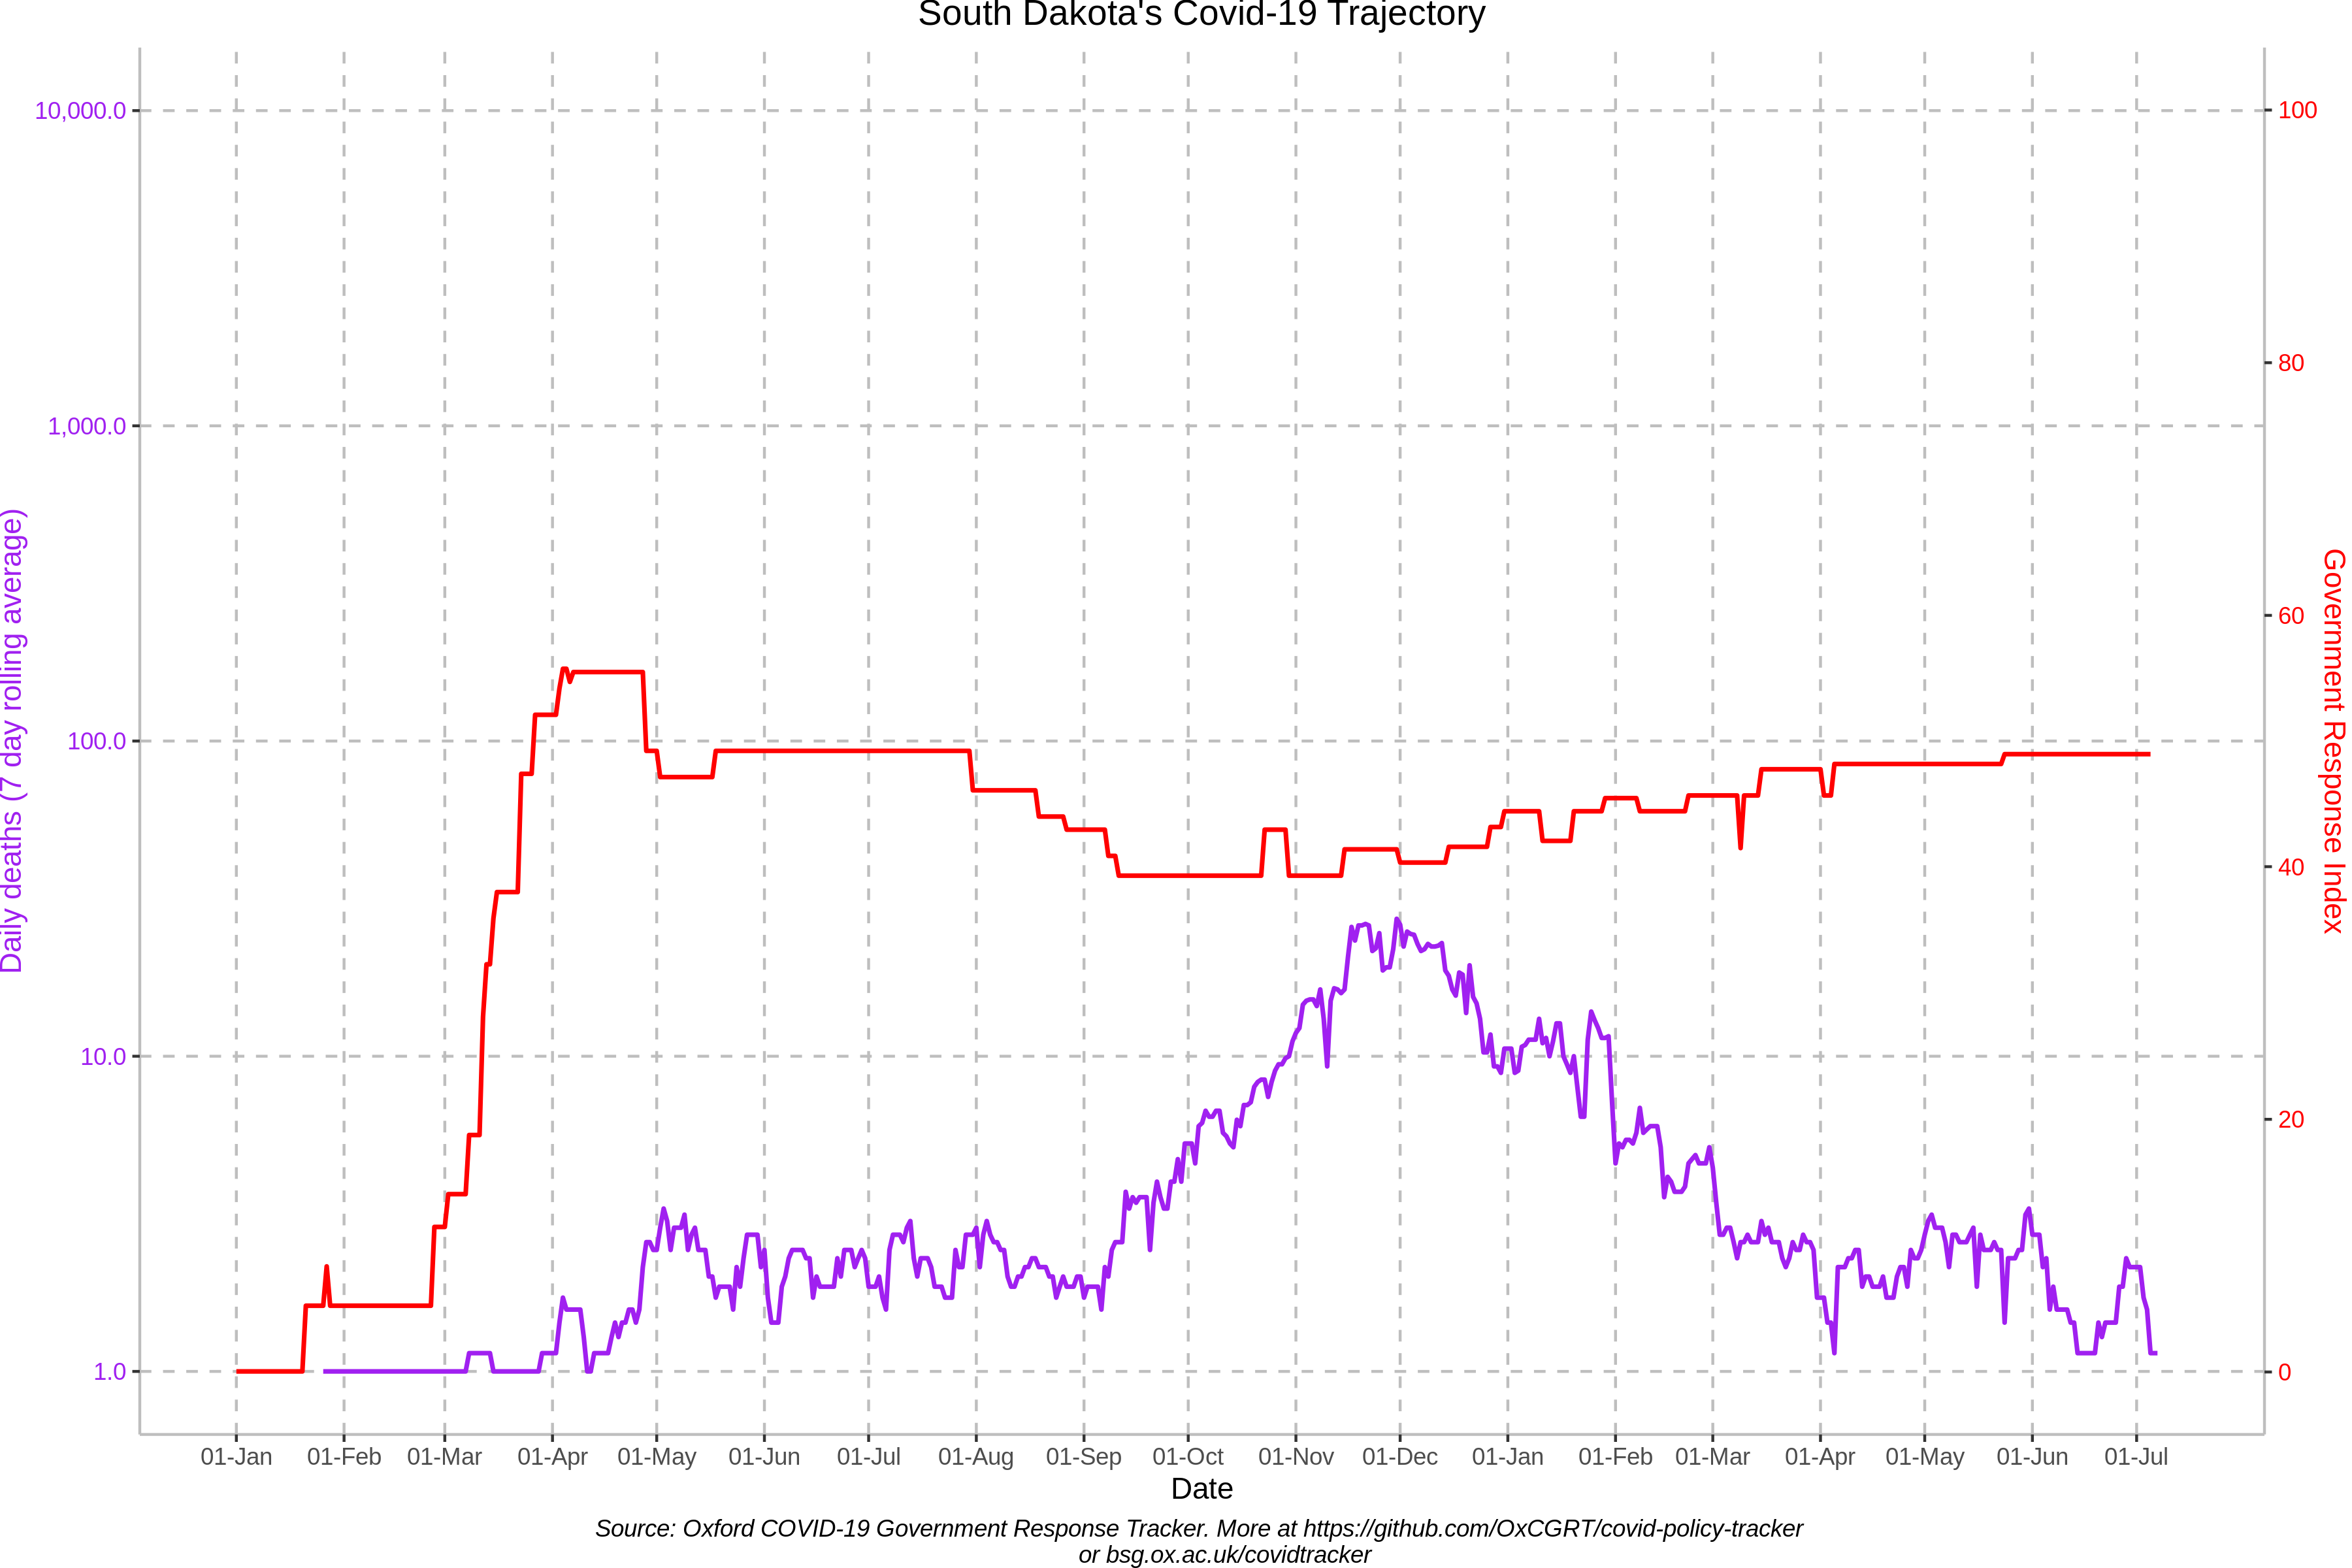 South Dakota's Covid-19 Trajectory
10,000.0
1,000.0
100.0
10.0
1.0
Daily deaths (7 day rolling average)
100
80
60
40
20
0
Government Response Index
01-Jan 01-Feb 01-Mar 01-Apr 01-May 01-Jun 01-Jul 01-Aug 01-Sep 01-Oct 01-Nov 01-Dec 01-Jan 01-Feb 01-Mar 01-Apr 01-May 01-Jun 01-Jul
Date
Source: Oxford COVID-19 Government Response Tracker. More at https://github.com/OxCGRT/covid-policy-tracker
or bsg.ox.ac.uk/covidtracker